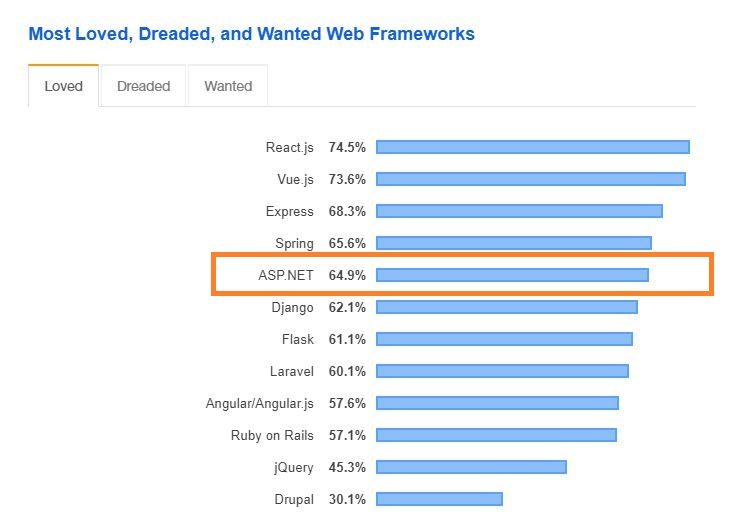 Most Loved, Dreaded, and Wanted Web Frameworks
Loved Dreaded Wanted
React.js 74.5%
Vue.js 73.6%
Express 68.3%
Spring 65.6%
ASP.NET 64.9%
Django 62.1%
Flask 61.1%
Laravel 60.1%
Angular/Angular.js 57.6%
Ruby on Rails 57.1%
jQuery 45.3%
Drupal 30.1%